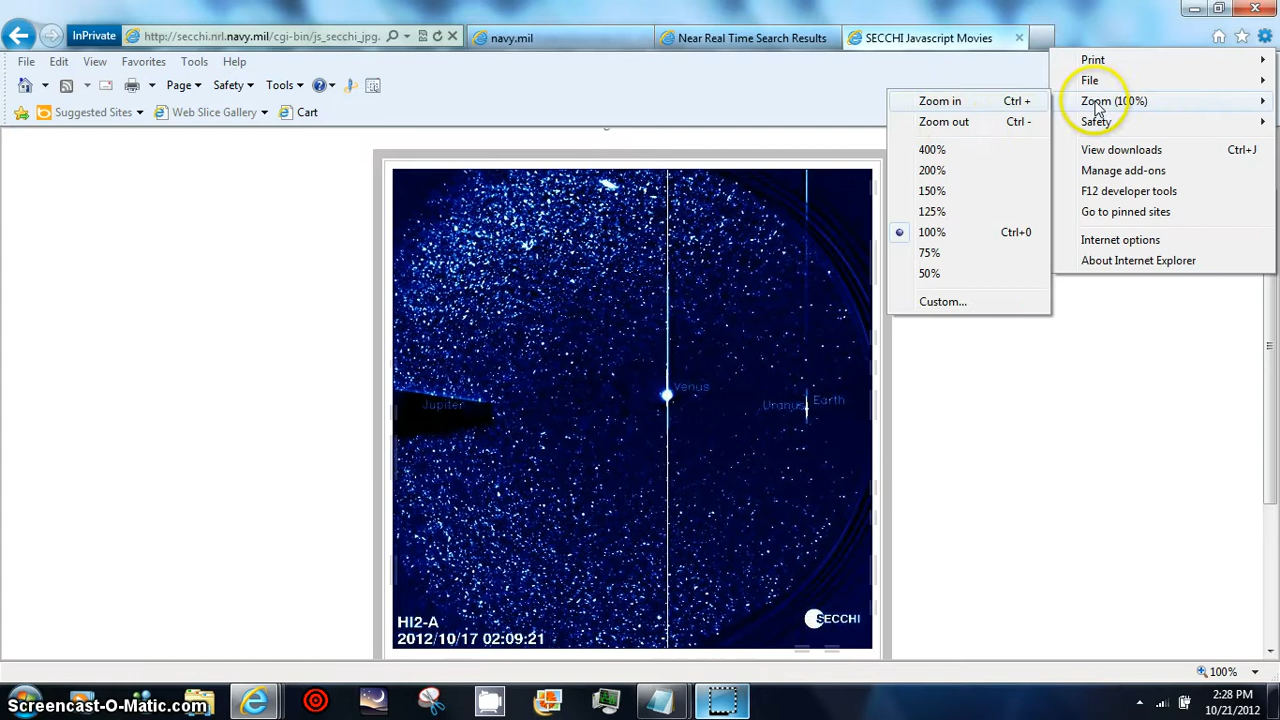 InPrivate
http://secchi.nrl.navy.mil/cgi-bin/js_secchi_jpg.
navy.mil
Near Real Time Search Results
SECCHI Javascript Movies
File Edit View Favorites Tools Help
Page Safety Tools
Suggested Sites Web Slice Gallery Cart
Print
File
Zoom (100%)
Safety
View downloads Ctrl+J
Manage add-ons
F12 developer tools
Go to pinned sites
Internet options
About Internet Explorer
Zoom in Ctrl +
Zoom out Ctrl -
400%
200%
150%
125%
100% Ctrl+0
75%
50%
Custom...
Venus
Jupiter
Uranus
Earth
HI2-A
2012/10/17 02:09:21
SECCHI
100%
Screencast-O-Matic.com
2:28 PM
10/21/2012